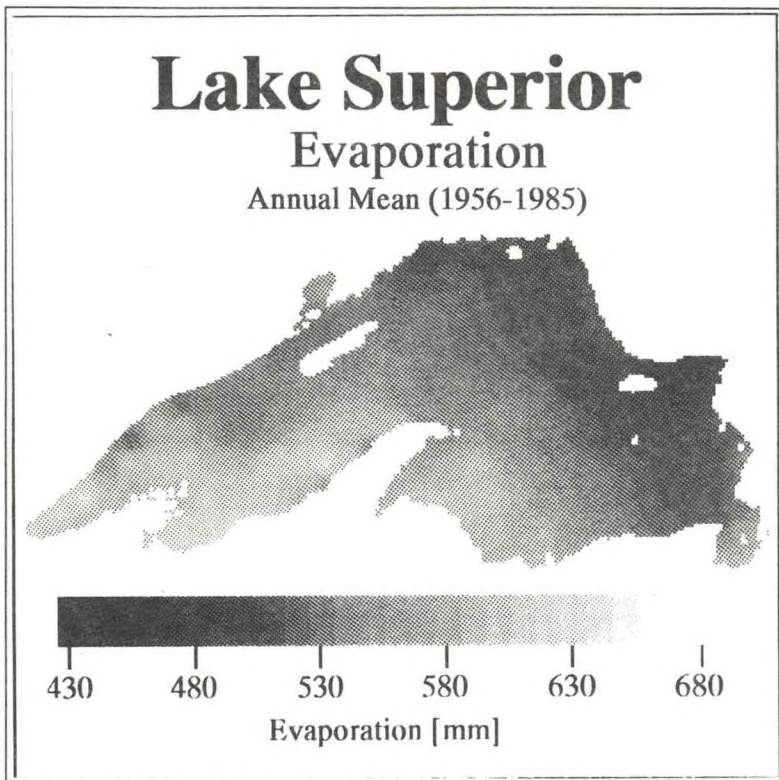 Lake Superior
Evaporation
Annual Mean (1956-1985)
430 480 530 580 630 680
Evaporation [mm]